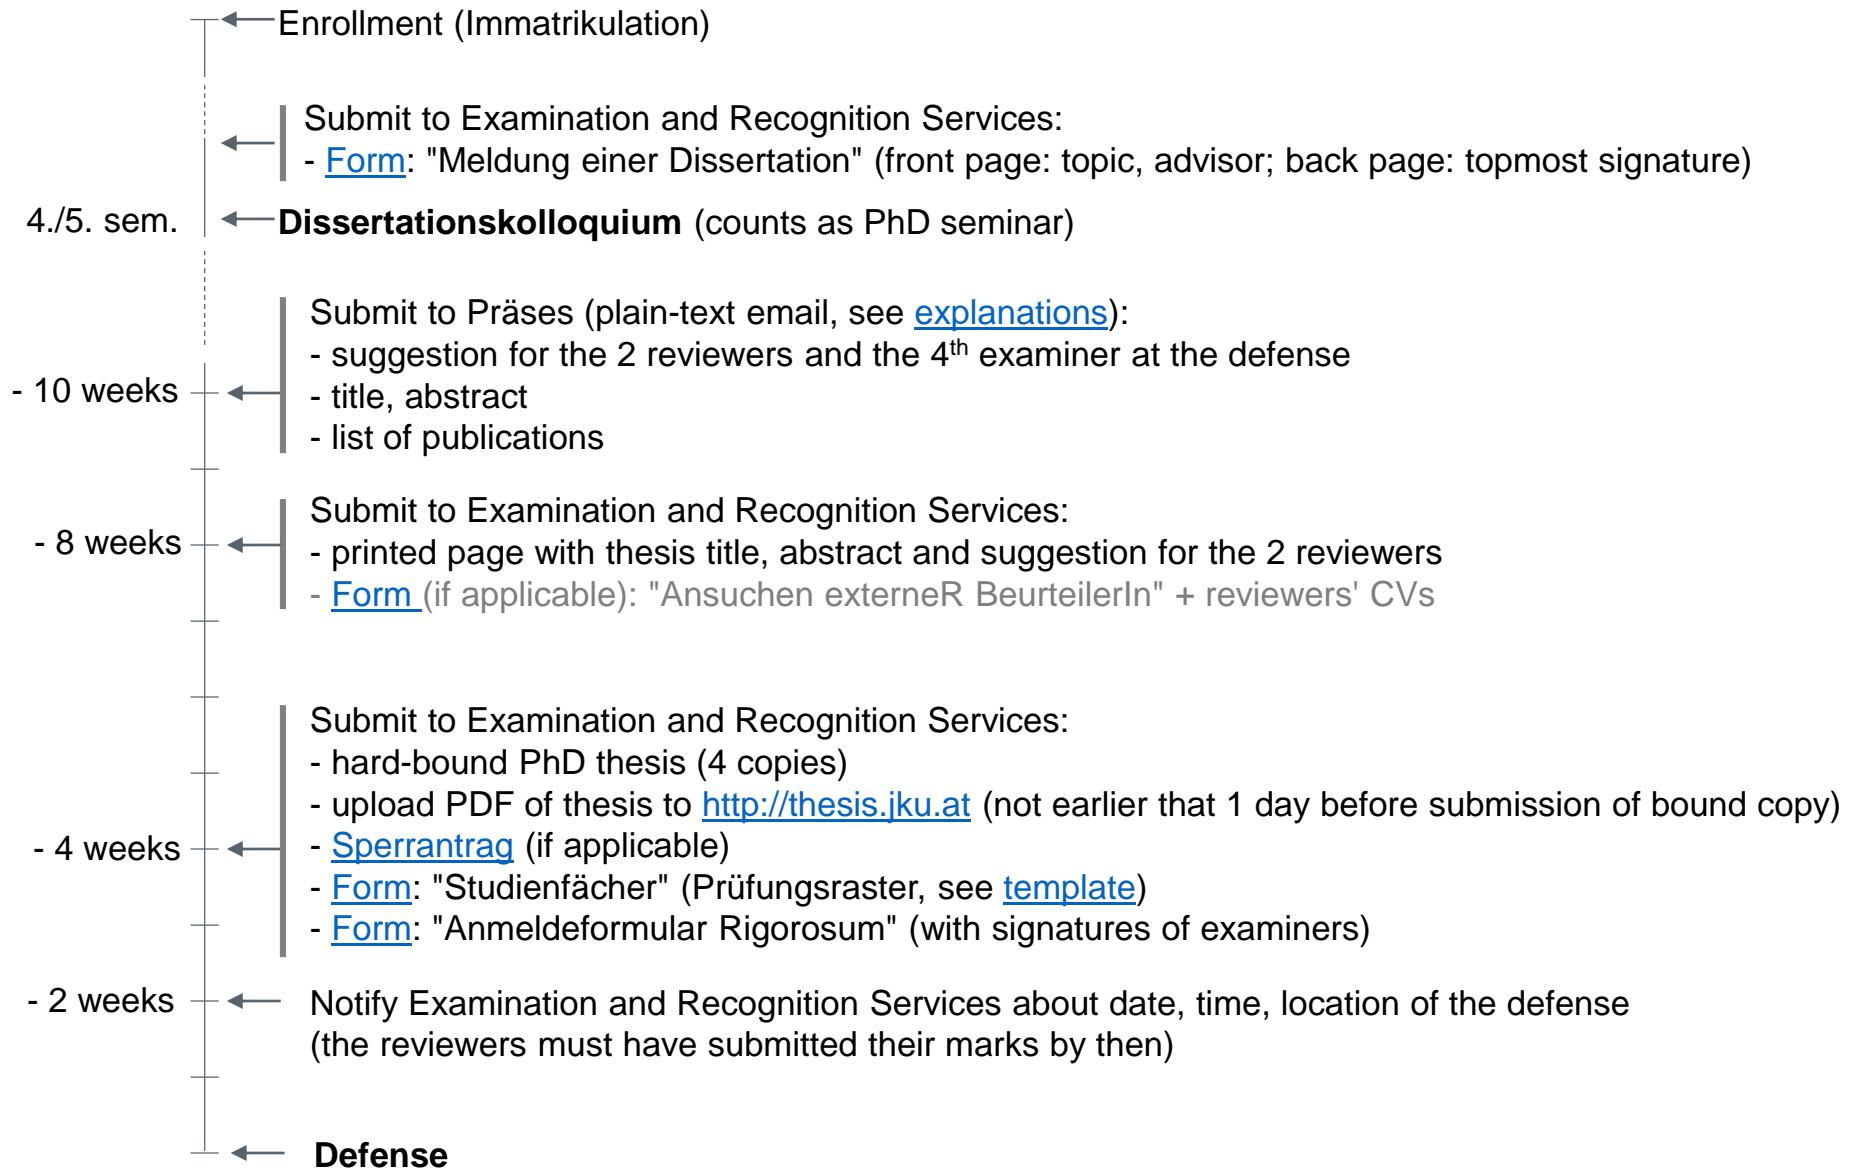 Enrollment (Immatrikulation)
Submit to Examination and Recognition Services:
- Form: "Meldung einer Dissertation" (front page: topic, advisor; back page: topmost signature)
4./5. sem.
Dissertationskolloquium (counts as PhD seminar)
Submit to Präses (plain-text email, see explanations):
- suggestion for the 2 reviewers and the 4th examiner at the defense
- 10 weeks
- title, abstract
- list of publications
Submit to Examination and Recognition Services:
- 8 weeks
- printed page with thesis title, abstract and suggestion for the 2 reviewers
- Form (if applicable): "Ansuchen externeR BeurteilerIn" + reviewers' CVs
Submit to Examination and Recognition Services:
- hard-bound PhD thesis (4 copies)
- upload PDF of thesis to http://thesis.jku.at (not earlier that 1 day before submission of bound copy)
- 4 weeks
- Sperrantrag (if applicable)
- Form: "Studienfächer" (Prüfungsraster, see template)
- Form: "Anmeldeformular Rigorosum" (with signatures of examiners)
- 2 weeks
Notify Examination and Recognition Services about date, time, location of the defense
(the reviewers must have submitted their marks by then)
Defense